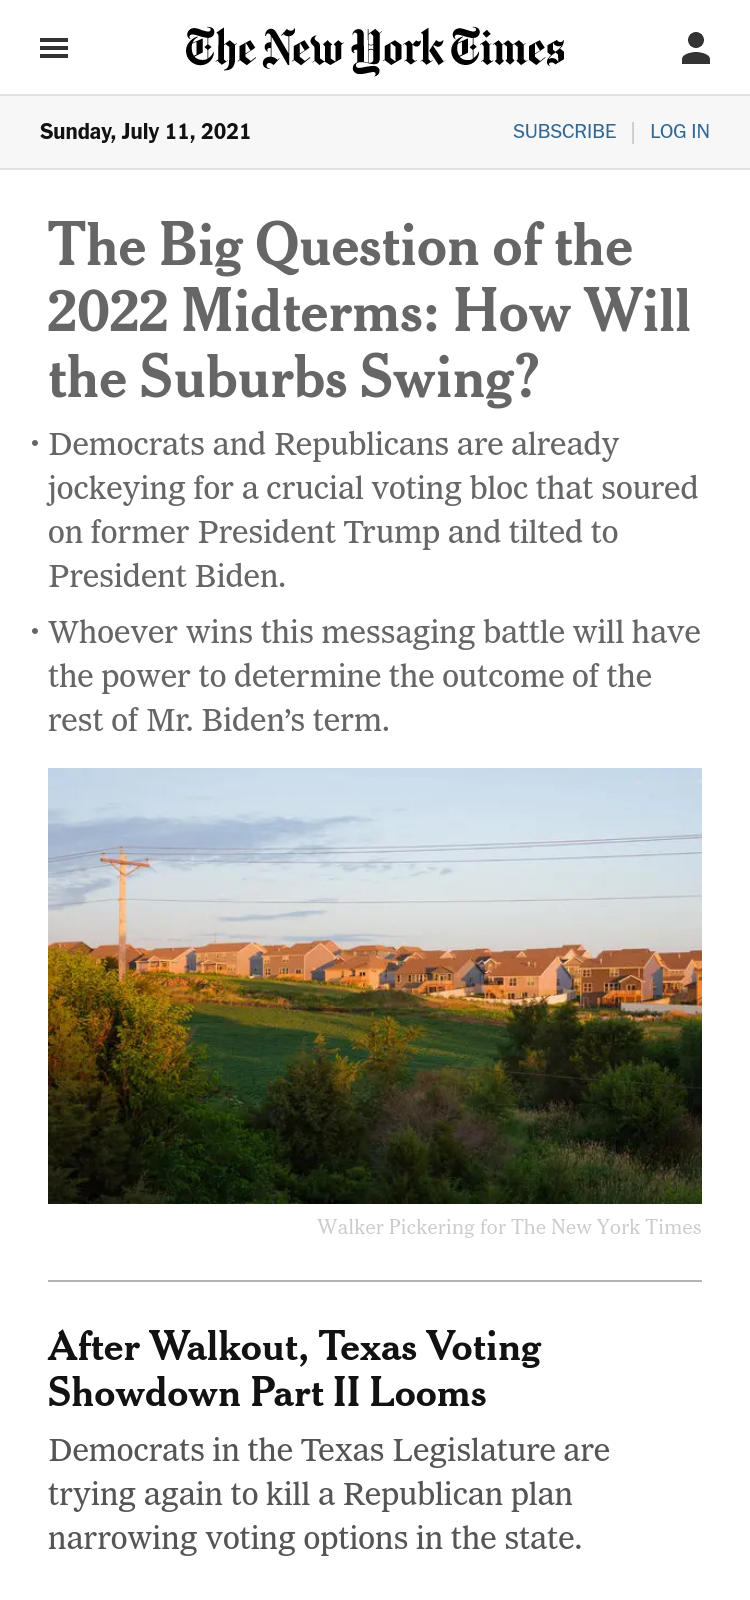 The New York Times
Sunday, July 11, 2021
SUBSCRIBE | LOG IN
The Big Question of the
2022 Midterms: How Will
the Suburbs Swing?
• Democrats and Republicans are already
jockeying for a crucial voting bloc that soured
on former President Trump and tilted to
President Biden.
• Whoever wins this messaging battle will have
the power to determine the outcome of the
rest of Mr. Biden’s term.
Walker Pickering for The New York Times
After Walkout, Texas Voting
Showdown Part II Looms
Democrats in the Texas Legislature are
trying again to kill a Republican plan
narrowing voting options in the state.